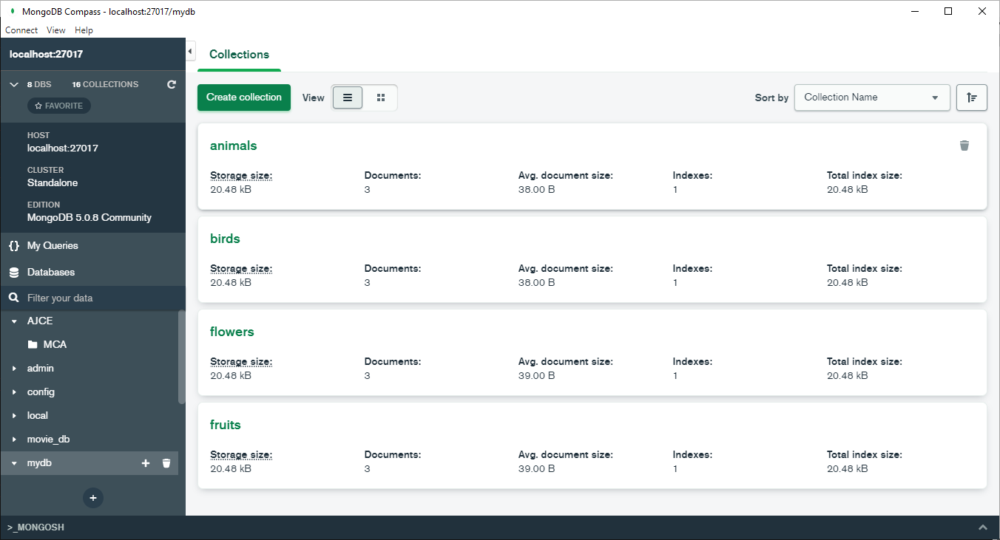 MongoDB Compass - localhost:27017/mydb
Connect View Help
localhost:27017
8 DBS 16 COLLECTIONS
FAVORITE
HOST
localhost:27017
CLUSTER
Standalone
EDITION
MongoDB 5.0.8 Community
{} My Queries
Databases
Filter your data
AJCE
MCA
admin
config
local
movie_db
mydb
+
Collections
Create collection View Sort by Collection Name
animals
Storage size: Documents: Avg. document size: Indexes: Total index size:
20.48 kB 3 38.00 B 1 20.48 kB
birds
Storage size: Documents: Avg. document size: Indexes: Total index size:
20.48 kB 3 38.00 B 1 20.48 kB
flowers
Storage size: Documents: Avg. document size: Indexes: Total index size:
20.48 kB 3 39.00 B 1 20.48 kB
fruits
Storage size: Documents: Avg. document size: Indexes: Total index size:
20.48 kB 3 39.00 B 1 20.48 kB
>_MONGOSH